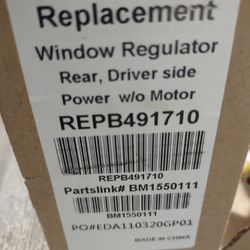 Replacement
Window Regulator
Rear, Driver side
Power w/o Motor
REPB491710
REPB491710
Partslink# BM1550111
BM1550111
PO#EDA110320GP01
MADE IN CHINA